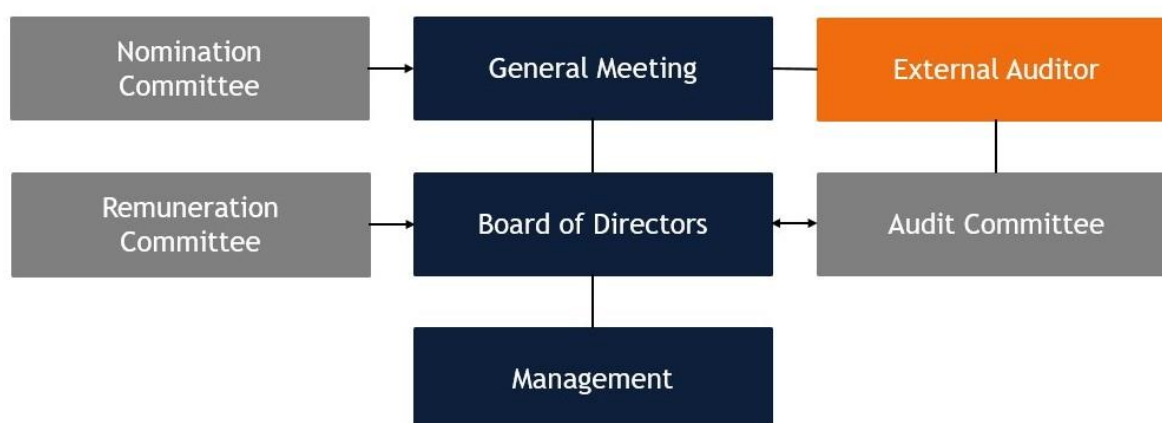 Nomination
Committee
General Meeting
External Auditor
Remuneration
Committee
Board of Directors
Audit Committee
Management